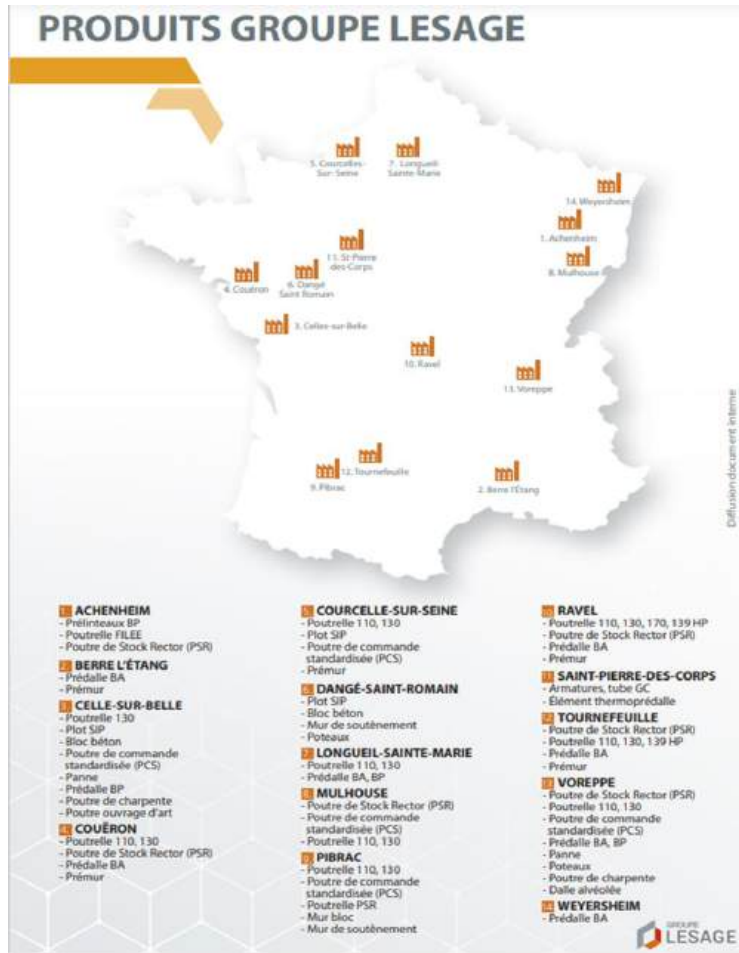 PRODUITS GROUPE LESAGE
5. Courcelles-
Sur- Seine
7. Longueil-
Sainte-Marie
14. Weyersheim
1. Achenheim
8. Mulhouse
11. St-Pierre
des-Corps
6. Dangé
Saint Romain
4. Couëron
3. Celles-sur-Belle
10. Ravel
13. Voreppe
12. Tournefeuille
9. Pibrac
2. Berre l'Étang
Diffusion document interne
1. ACHENHEIM
- Prélinteaux BP
- Poutrelle FILEE
- Poutre de Stock Rector (PSR)
2. BERRE L'ÉTANG
- Prédalle BA
- Prémur
3. CELLE-SUR-BELLE
- Poutrelle 130
- Plot SIP
- Bloc béton
- Poutre de commande
standardisée (PCS)
- Panne
- Prédalle BP
- Poutre de charpente
- Poutre ouvrage d'art
4. COUËRON
- Poutrelle 110, 130
- Poutre de Stock Rector (PSR)
- Prédalle BA
- Prémur
5. COURCELLE-SUR-SEINE
- Poutrelle 110, 130
- Plot SIP
- Poutre de commande
standardisée (PCS)
- Prémur
6. DANGÉ-SAINT-ROMAIN
- Plot SIP
- Bloc béton
- Mur de soutènement
- Poteaux
7. LONGUEIL-SAINTE-MARIE
- Poutrelle 110, 130
- Prédalle BA, BP
8. MULHOUSE
- Poutre de Stock Rector (PSR)
- Poutre de commande
standardisée (PCS)
- Poutrelle 110, 130
9. PIBRAC
- Poutrelle 110, 130
- Poutre de commande
standardisée (PCS)
- Poutrelle PSR
- Mur bloc
- Mur de soutènement
10. RAVEL
- Poutrelle 110, 130, 170, 139 HP
- Poutre de Stock Rector (PSR)
- Prédalle BA
- Prémur
11. SAINT-PIERRE-DES-CORPS
- Armatures, tube GC
- Élément thermoprédalle
12. TOURNEFEUILLE
- Poutre de Stock Rector (PSR)
- Poutrelle 110, 130, 139 HP
- Prédalle BA
- Prémur
13. VOREPPE
- Poutre de Stock Rector (PSR)
- Poutrelle 110, 130
- Poutre de commande
standardisée (PCS)
- Prédalle BA, BP
- Panne
- Poteaux
- Poutre de charpente
- Dalle alvéolée
14. WEYERSHEIM
- Prédalle BA
GROUPE
LESAGE